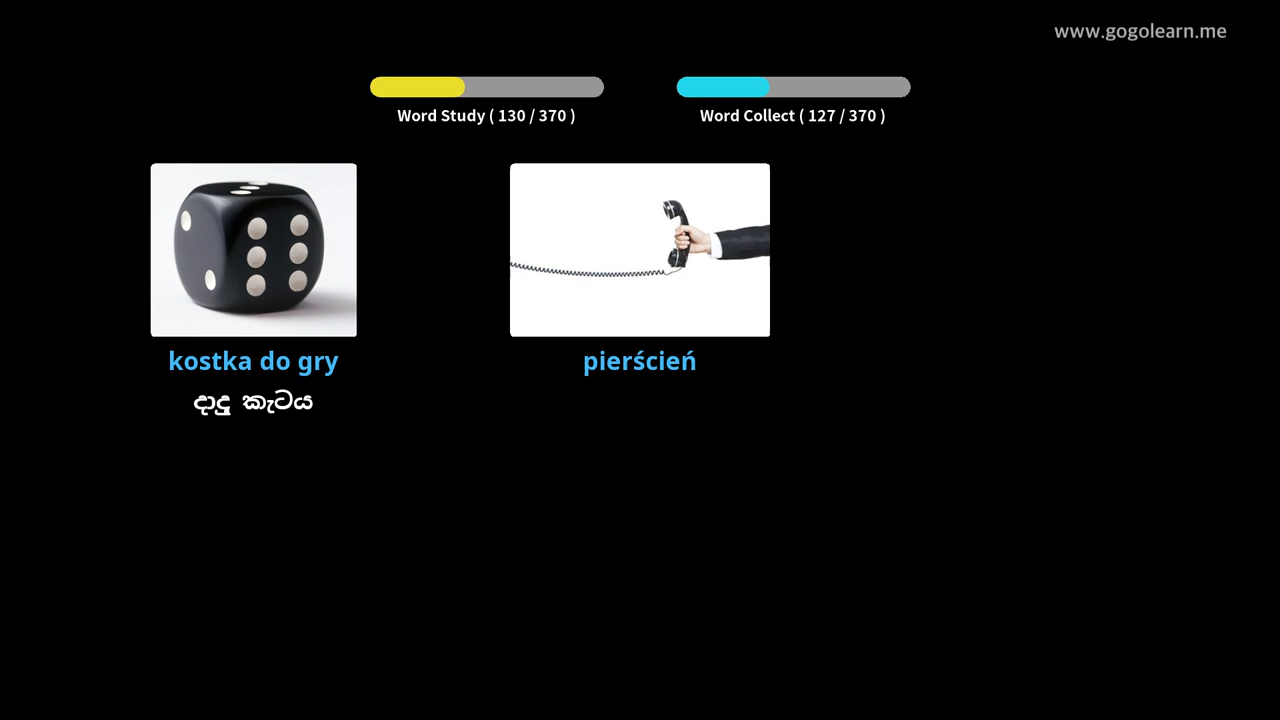 www.gogolearn.me
Word Study ( 130 / 370 )
Word Collect ( 127 / 370 )
kostka do gry
pierścień
දාදු කැටය